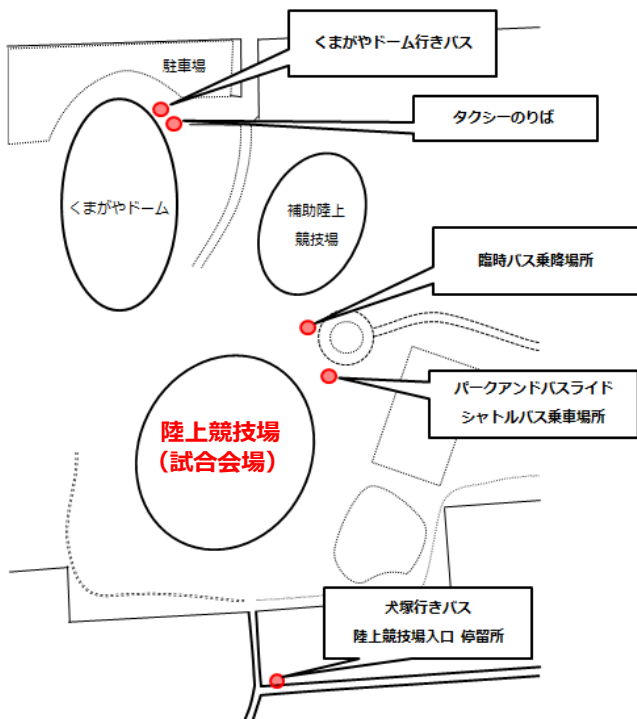 くまがやドーム行きバス
駐車場
タクシーのりば
くまがやドーム
補助陸上
競技場
臨時バス乗降場所
パークアンドバスライド
シャトルバス乗車場所
陸上競技場
（試合会場）
犬塚行きバス
陸上競技場入口 停留所